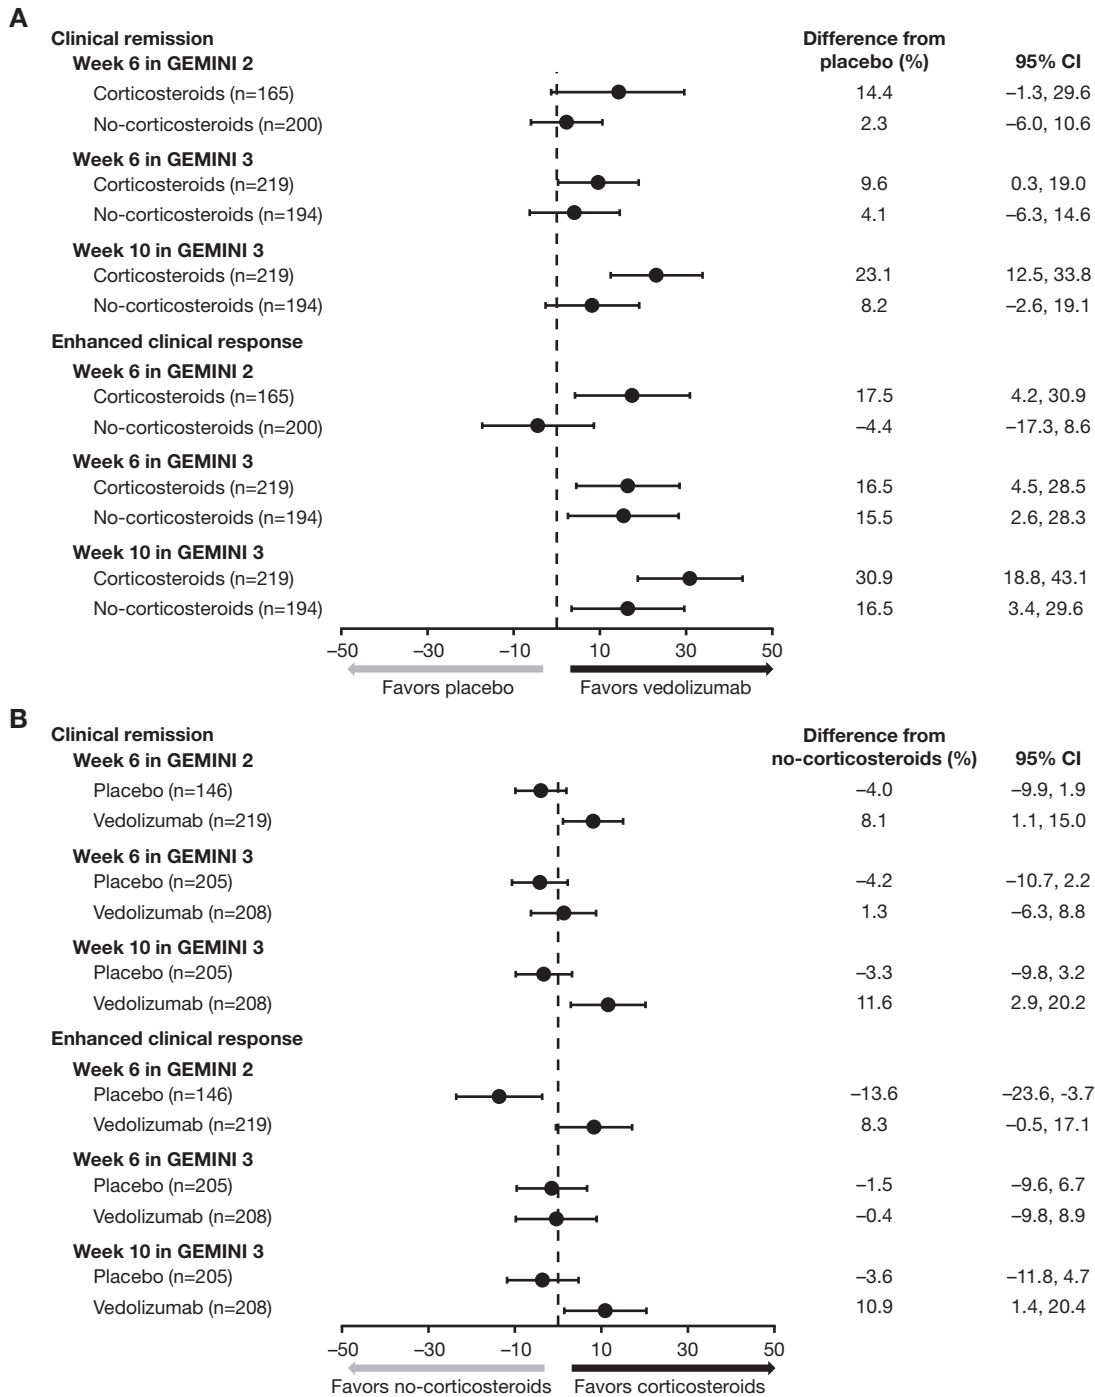 A
Clinical remission Difference from placebo (%) 95% CI
Week 6 in GEMINI 2
Corticosteroids (n=165) 14.4 –1.3, 29.6
No-corticosteroids (n=200) 2.3 –6.0, 10.6
Week 6 in GEMINI 3
Corticosteroids (n=219) 9.6 0.3, 19.0
No-corticosteroids (n=194) 4.1 –6.3, 14.6
Week 10 in GEMINI 3
Corticosteroids (n=219) 23.1 12.5, 33.8
No-corticosteroids (n=194) 8.2 –2.6, 19.1
Enhanced clinical response
Week 6 in GEMINI 2
Corticosteroids (n=165) 17.5 4.2, 30.9
No-corticosteroids (n=200) –4.4 –17.3, 8.6
Week 6 in GEMINI 3
Corticosteroids (n=219) 16.5 4.5, 28.5
No-corticosteroids (n=194) 15.5 2.6, 28.3
Week 10 in GEMINI 3
Corticosteroids (n=219) 30.9 18.8, 43.1
No-corticosteroids (n=194) 16.5 3.4, 29.6
–50 –30 –10 10 30 50
Favors placebo Favors vedolizumab
B
Clinical remission Difference from no-corticosteroids (%) 95% CI
Week 6 in GEMINI 2
Placebo (n=146) –4.0 –9.9, 1.9
Vedolizumab (n=219) 8.1 1.1, 15.0
Week 6 in GEMINI 3
Placebo (n=205) –4.2 –10.7, 2.2
Vedolizumab (n=208) 1.3 –6.3, 8.8
Week 10 in GEMINI 3
Placebo (n=205) –3.3 –9.8, 3.2
Vedolizumab (n=208) 11.6 2.9, 20.2
Enhanced clinical response
Week 6 in GEMINI 2
Placebo (n=146) –13.6 –23.6, -3.7
Vedolizumab (n=219) 8.3 –0.5, 17.1
Week 6 in GEMINI 3
Placebo (n=205) –1.5 –9.6, 6.7
Vedolizumab (n=208) –0.4 –9.8, 8.9
Week 10 in GEMINI 3
Placebo (n=205) –3.6 –11.8, 4.7
Vedolizumab (n=208) 10.9 1.4, 20.4
–50 –30 –10 10 30 50
Favors no-corticosteroids Favors corticosteroids